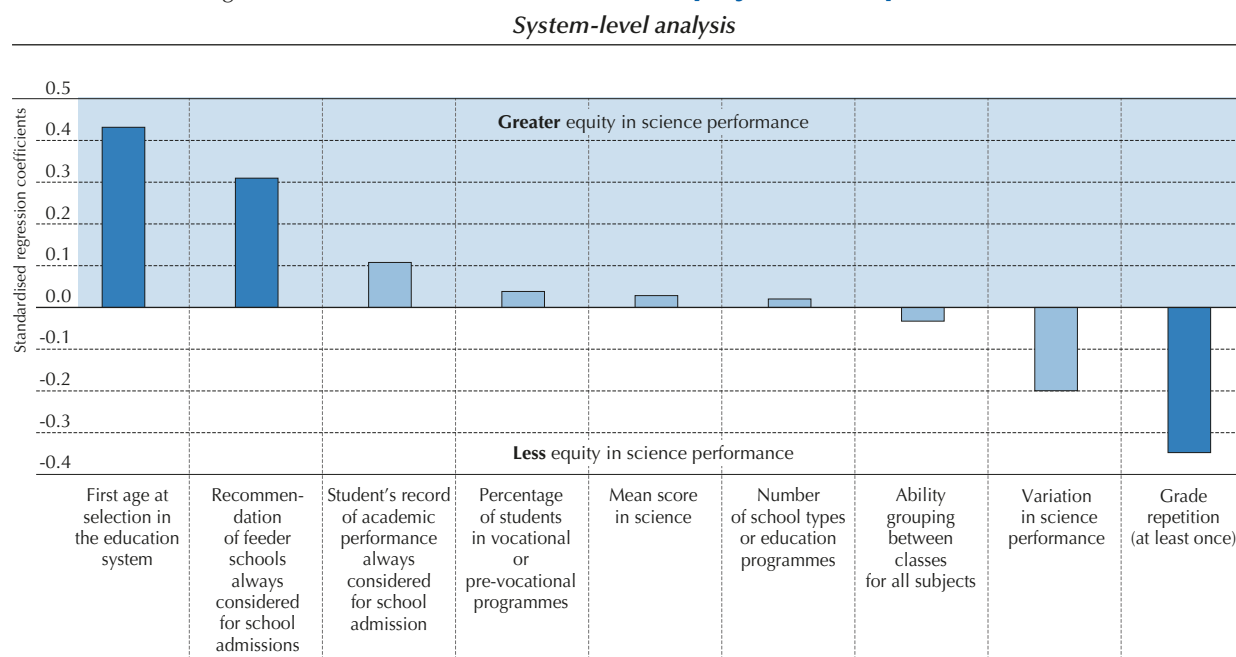 System-level analysis
Standardised regression coefficients
0.5
0.4
0.3
0.2
0.1
0.0
-0.1
-0.2
-0.3
-0.4
Greater equity in science performance
Less equity in science performance
First age at
selection in
the education
system
Recommen-
dation
of feeder
schools
always
considered
for school
admissions
Student's record
of academic
performance
always
considered
for school
admission
Percentage
of students
in vocational
or
pre-vocational
programmes
Mean score
in science
Number
of school types
or education
programmes
Ability
grouping
between
classes
for all subjects
Variation
in science
performance
Grade
repetition
(at least once)